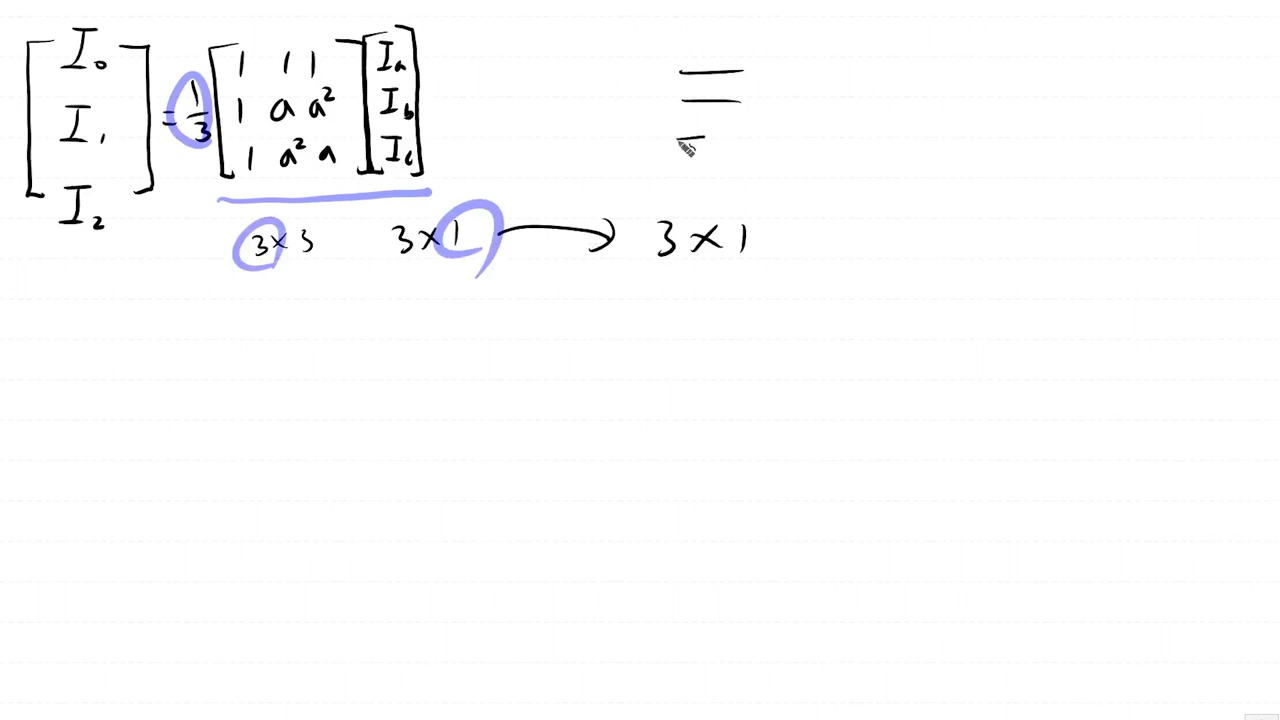 [I₀ I₁ I₂] = 1/3 [1 1 1 ; 1 a a² ; 1 a² a] [Ia Ib Ic]
3×3 3×1 → 3×1